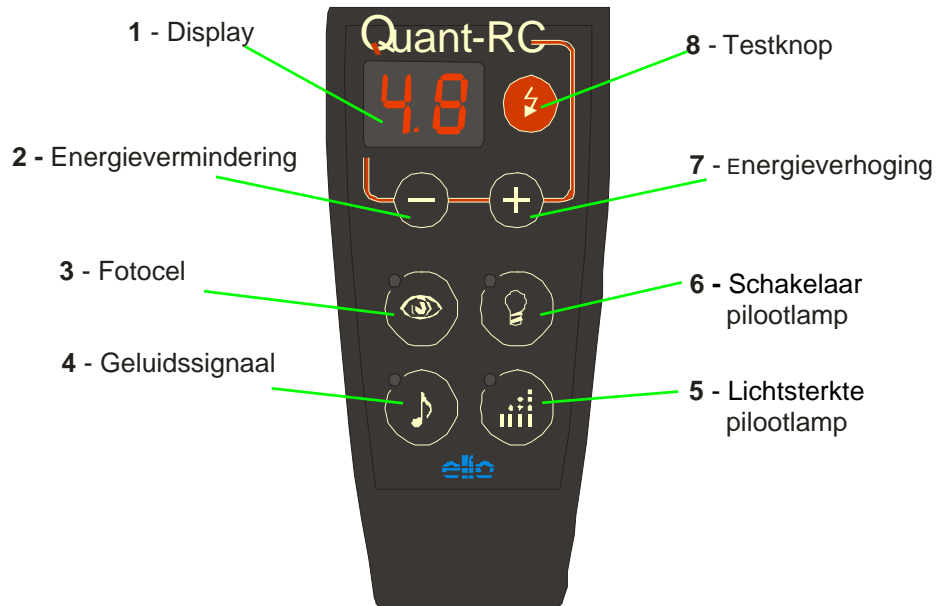 1 - Display
Quant-RC
8 - Testknop
4.8
2 - Energievermindering
7 - Energieverhoging
3 - Fotocel
6 - Schakelaar
pilootlamp
4 - Geluidssignaal
5 - Lichtsterkte
pilootlamp